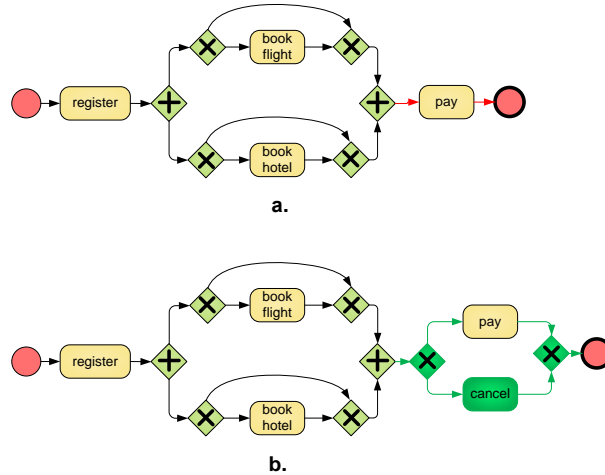 book
flight
register
pay
book
hotel
a.
book
flight
pay
register
cancel
book
hotel
b.